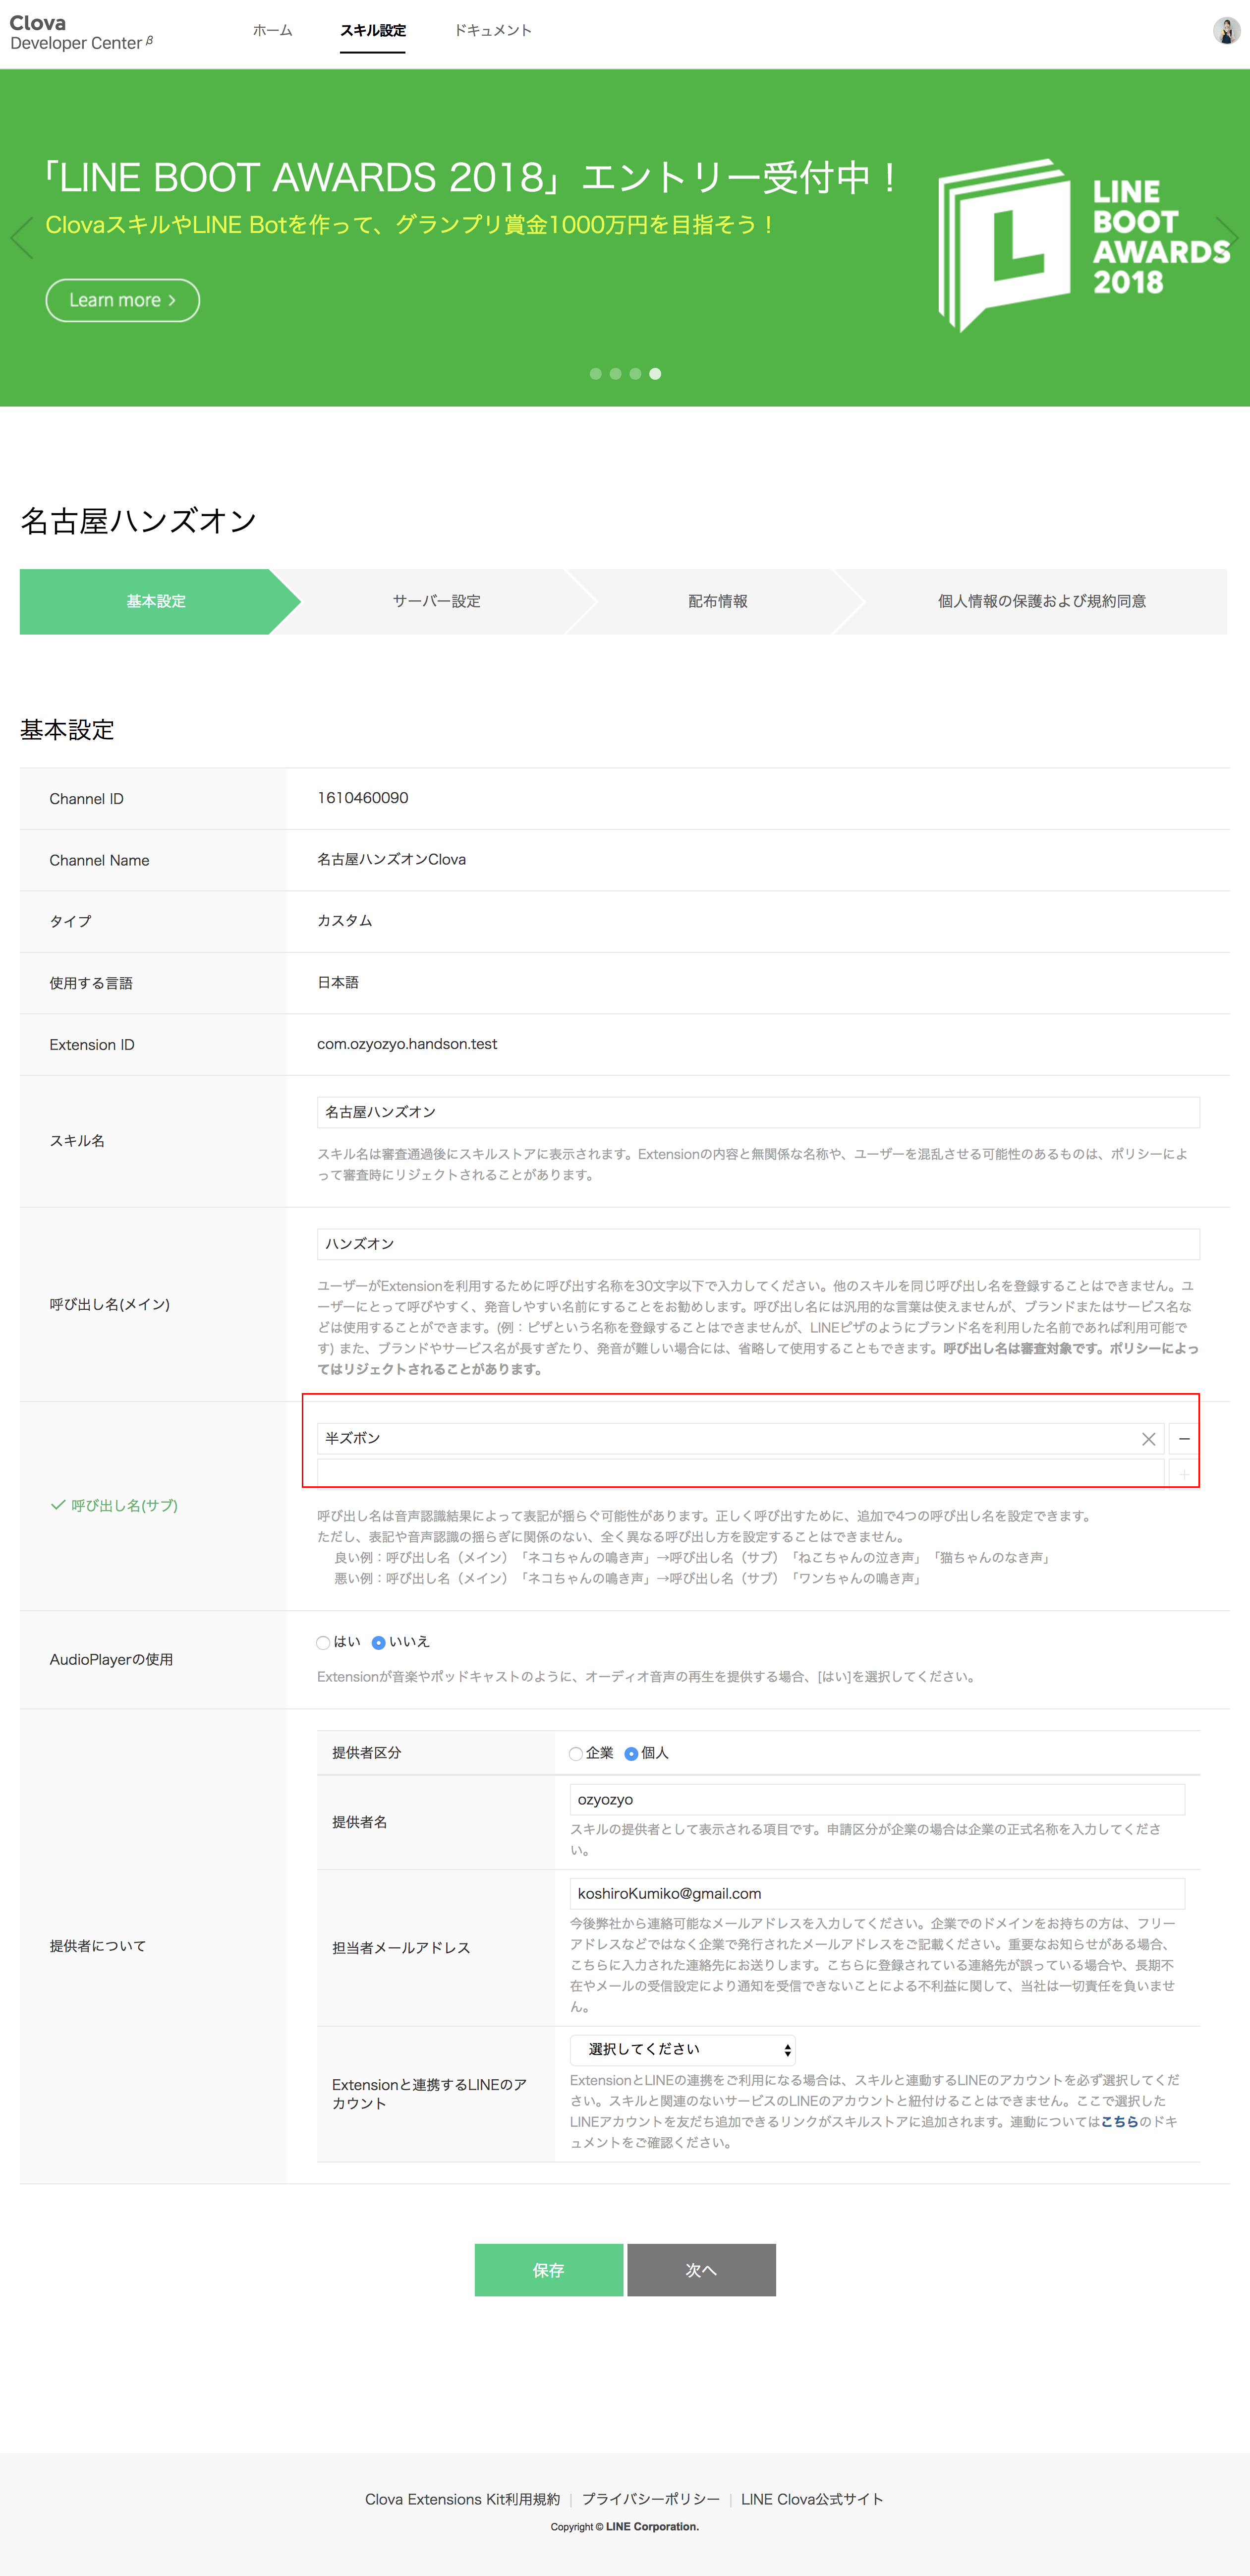 Clova
Developer Center β
ホーム
スキル設定
ドキュメント
「LINE BOOT AWARDS 2018」エントリー受付中！
ClovaスキルやLINE Botを作って、グランプリ賞金1000万円を目指そう！
Learn more >
LINE
BOOT
AWARDS
2018
名古屋ハンズオン
基本設定
サーバー設定
配布情報
個人情報の保護および規約同意
基本設定
Channel ID
1610460090
Channel Name
名古屋ハンズオンClova
タイプ
カスタム
使用する言語
日本語
Extension ID
com.ozyozyo.handson.test
スキル名
名古屋ハンズオン
スキル名は審査通過後にスキルストアに表示されます。Extensionの内容と無関係な名称や、ユーザーを混乱させる可能性のあるものは、ポリシーによ
って審査時にリジェクトされることがあります。
呼び出し名(メイン)
ハンズオン
ユーザーがExtensionを利用するために呼び出す名称を30文字以下で入力してください。他のスキルを同じ呼び出し名を登録することはできません。ユ
ーザーにとって呼びやすく、発音しやすい名前にすることをお勧めします。呼び出し名には汎用的な言葉は使えませんが、ブランドまたはサービス名な
どは使用することができます。(例：ピザという名称を登録することはできませんが、LINEピザのようにブランド名を利用した名前であれば利用可能で
す) また、ブランドやサービス名が長すぎたり、発音が難しい場合には、省略して使用することもできます。呼び出し名は審査対象です。ポリシーによっ
てはリジェクトされることがあります。
呼び出し名(サブ)
半ズボン
呼び出し名は音声認識結果によって表記が揺らぐ可能性があります。正しく呼び出すために、追加で4つの呼び出し名を設定できます。
ただし、表記や音声認識の揺らぎに関係のない、全く異なる呼び出し方を設定することはできません。
良い例：呼び出し名（メイン）「ネコちゃんの鳴き声」→呼び出し名（サブ）「ねこちゃんの泣き声」「猫ちゃんのなき声」
悪い例：呼び出し名（メイン）「ネコちゃんの鳴き声」→呼び出し名（サブ）「ワンちゃんの鳴き声」
AudioPlayerの使用
はい いいえ
Extensionが音楽やポッドキャストのように、オーディオ音声の再生を提供する場合、[はい]を選択してください。
提供者について
提供者区分
企業 個人
提供者名
ozyozyo
スキルの提供者として表示される項目です。申請区分が企業の場合は企業の正式名称を入力してくださ
い。
担当者メールアドレス
koshiroKumiko@gmail.com
今後弊社から連絡可能なメールアドレスを入力してください。企業でのドメインをお持ちの方は、フリー
アドレスなどではなく企業で発行されたメールアドレスをご記載ください。重要なお知らせがある場合、
こちらに入力された連絡先にお送りします。こちらに登録されている連絡先が誤っている場合や、長期不
在やメールの受信設定により通知を受信できないことによる不利益に関して、当社は一切責任を負いませ
ん。
Extensionと連携するLINEのア
カウント
選択してください
ExtensionとLINEの連携をご利用になる場合は、スキルと連動するLINEのアカウントを必ず選択してくだ
さい。スキルと関連のないサービスのLINEのアカウントと紐付けることはできません。ここで選択した
LINEアカウントを友だち追加できるリンクがスキルストアに追加されます。連動についてはこちらのドキ
ュメントをご確認ください。
保存
次へ
Clova Extensions Kit利用規約 | プライバシーポリシー | LINE Clova公式サイト
Copyright © LINE Corporation.